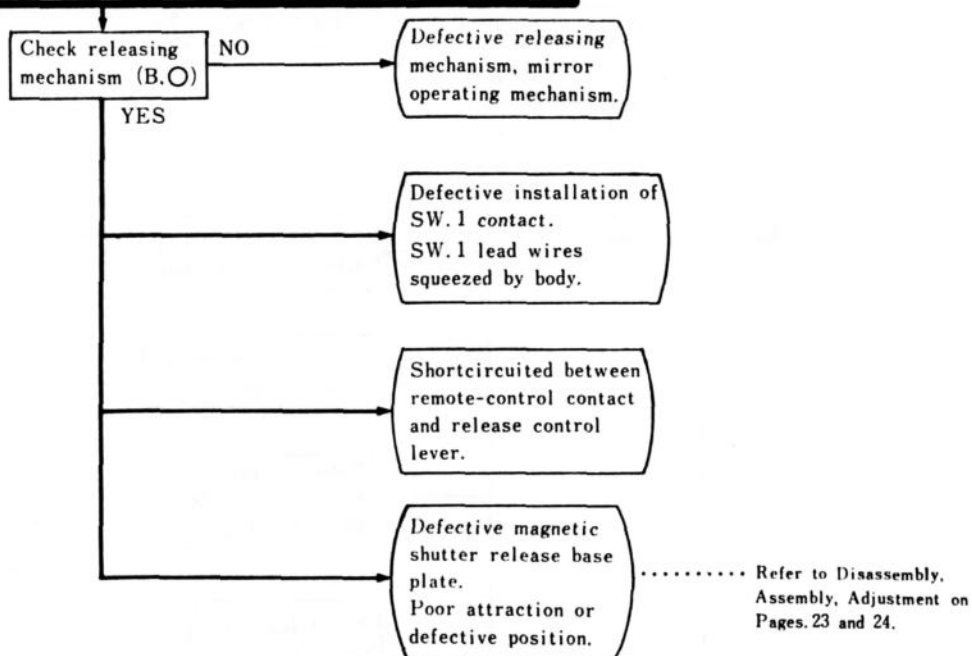 Check releasing
mechanism (B.O)
NO
YES
Defective releasing
mechanism, mirror
operating mechanism.
Defective installation of
SW. 1 contact.
SW. 1 lead wires
squeezed by body.
Shortcircuited between
remote-control contact
and release control
lever.
Defective magnetic
shutter release base
plate.
Poor attraction or
defective position.
Refer to Disassembly,
Assembly, Adjustment on
Pages. 23 and 24.